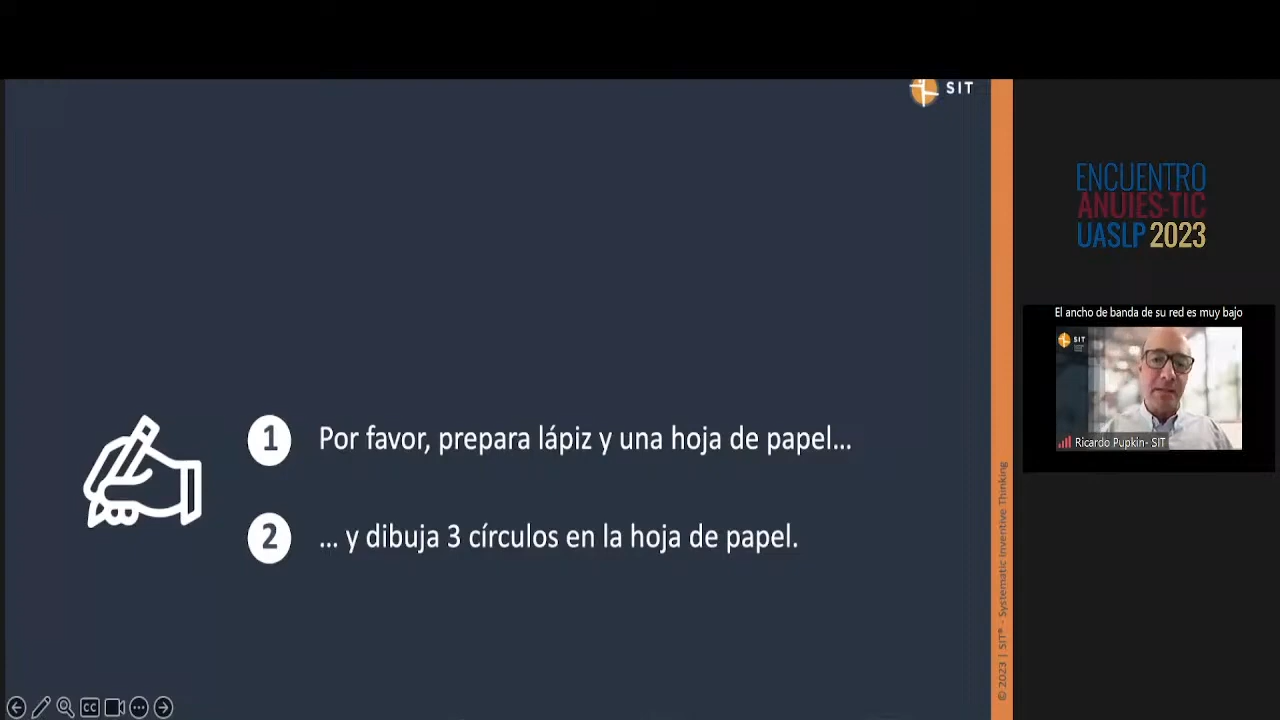 SIT
1 Por favor, prepara lápiz y una hoja de papel...
2 ... y dibuja 3 círculos en la hoja de papel.
© 2023 | SIT® - Systematic Inventive Thinking
CC
ENCUENTRO
ANUIES-TIC
UASLP 2023
El ancho de banda de su red es muy bajo
SIT
Ricardo Pupkin- SIT